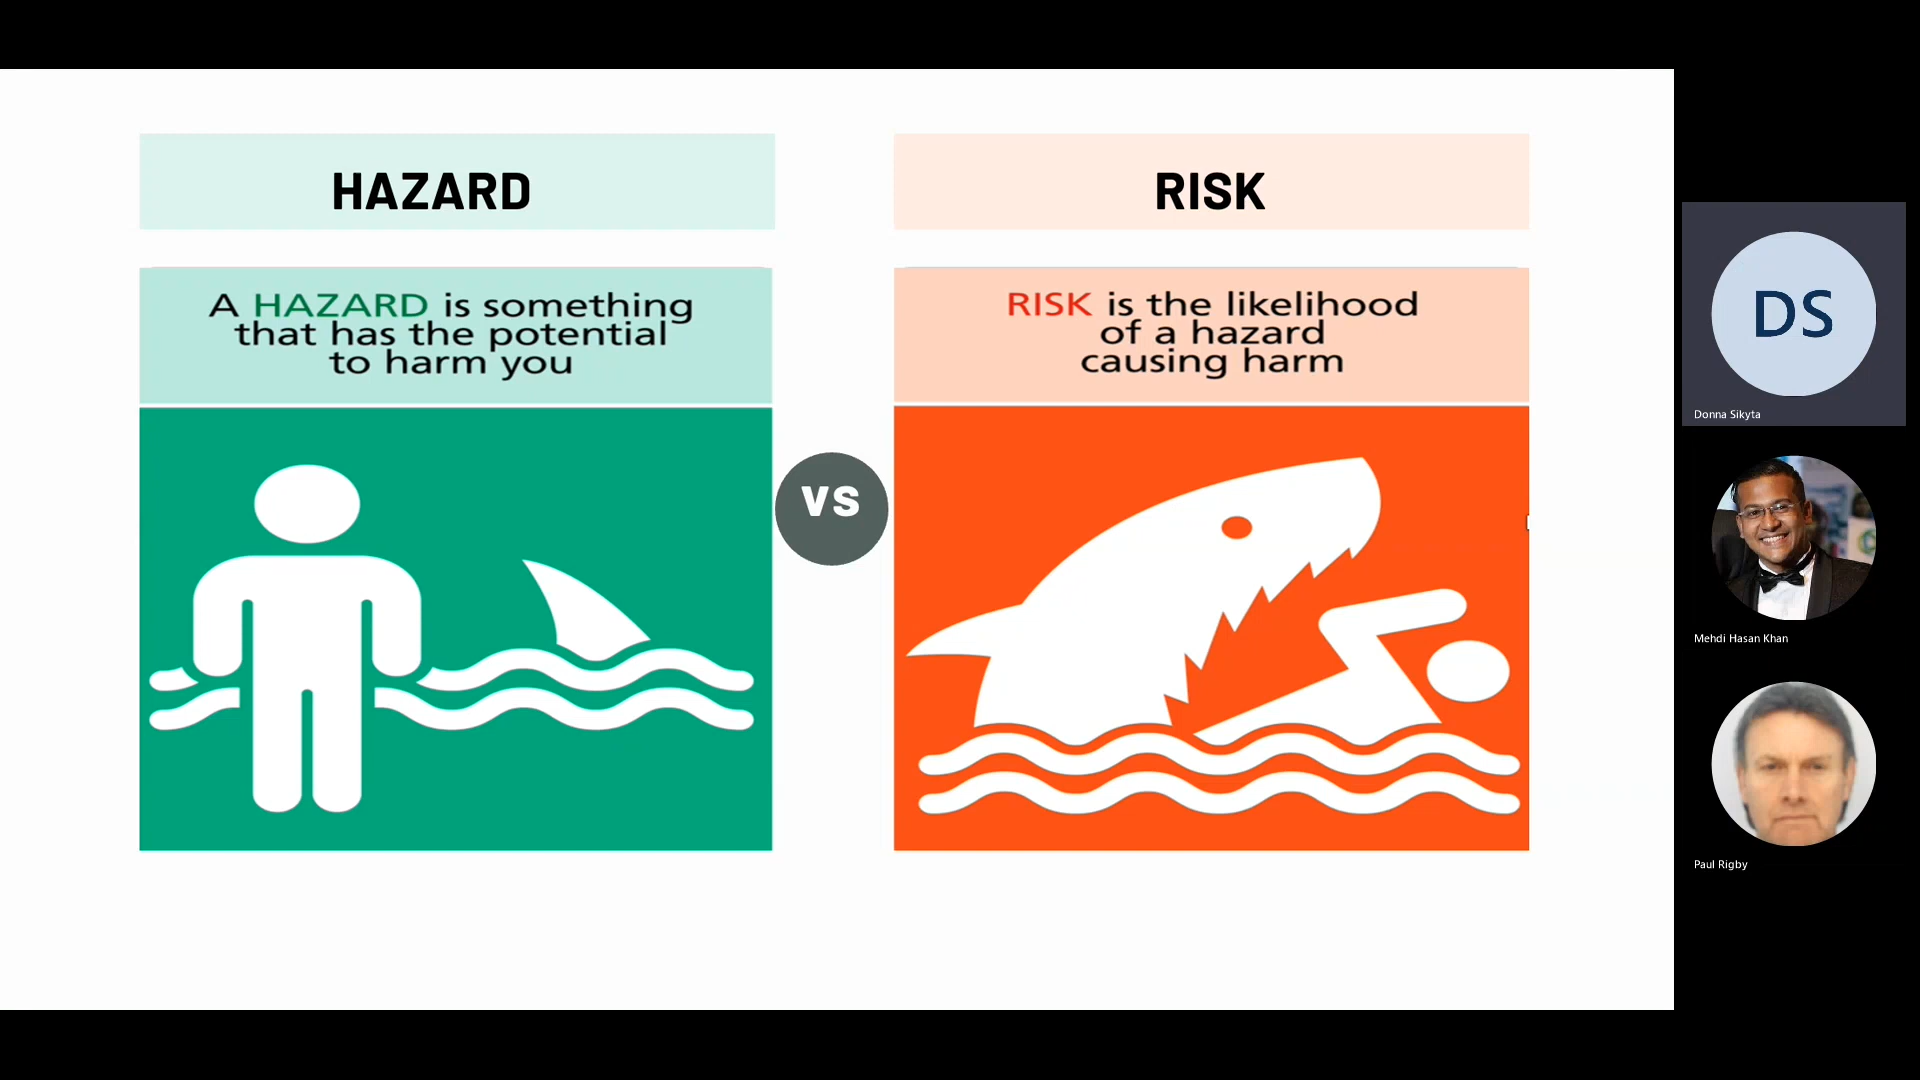 HAZARD
A HAZARD is something
that has the potential
to harm you
VS
RISK
RISK is the likelihood
of a hazard
causing harm
DS
Donna Sikyta
Mehdi Hasan Khan
Paul Rigby